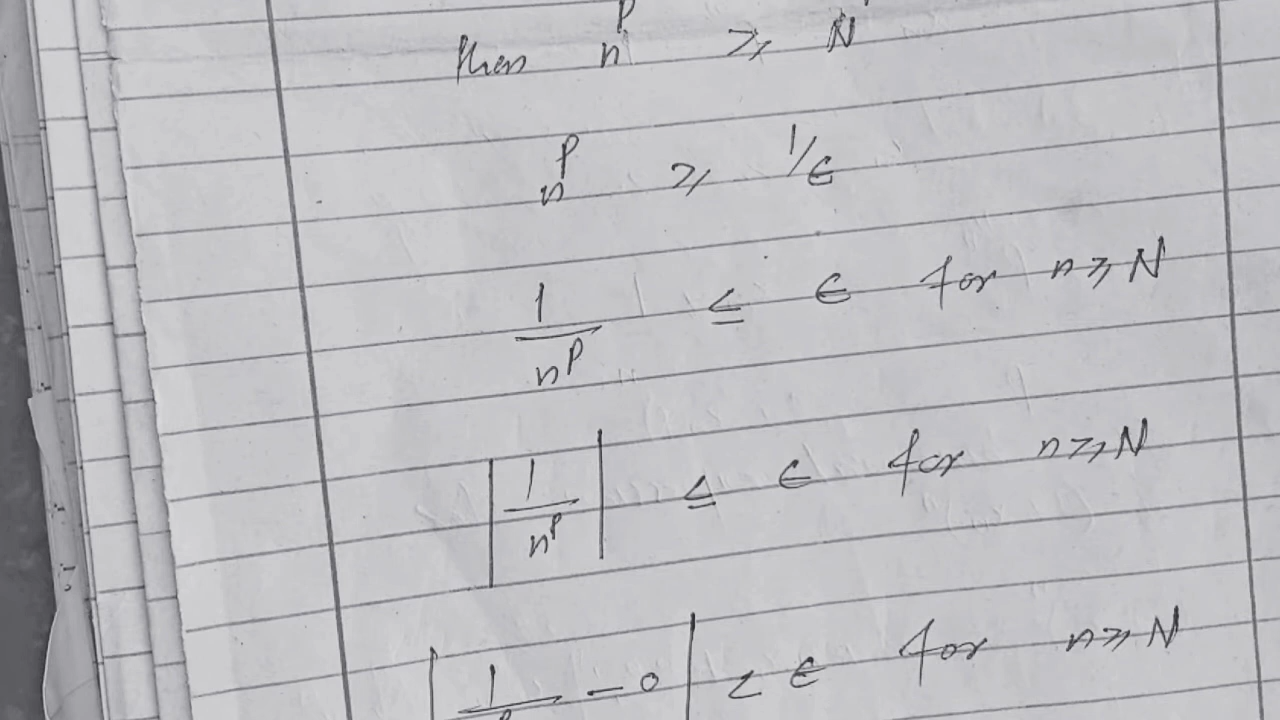 then n^p ≥ N
n^p ≥ 1/ϵ
1/n^p ≤ ϵ for n ≥ N
|1/n^p| ≤ ϵ for n ≥ N
|1/n^p - 0| < ϵ for n ≥ N